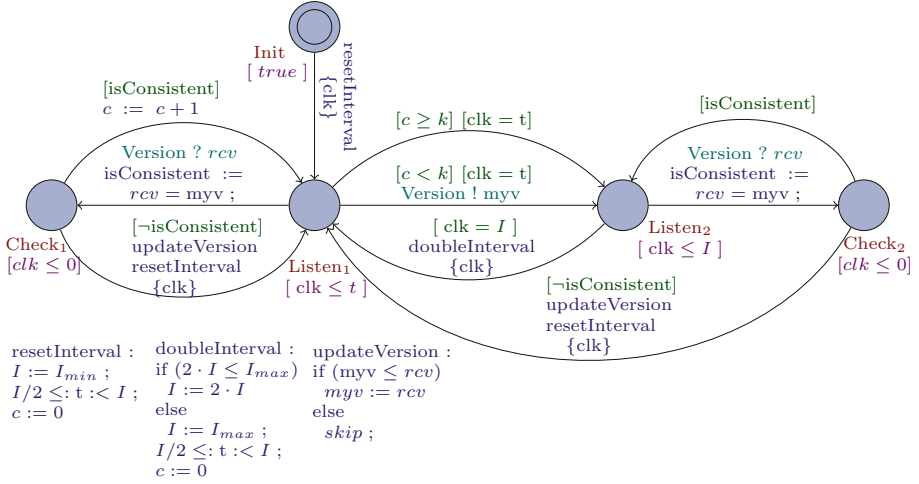 Init
[ true ]
resetInterval
{clk}
[isConsistent]
c := c + 1
Version ? rcv
isConsistent :=
rcv = myv ;
[¬isConsistent]
updateVersion
resetInterval
{clk}
Check₁
[clk ≤ 0]
Listen₁
[ clk ≤ t ]
[c ≥ k] [clk = t]
[c < k] [clk = t]
Version ! myv
[ clk = I ]
doubleInterval
{clk}
Listen₂
[ clk ≤ I ]
[isConsistent]
Version ? rcv
isConsistent :=
rcv = myv ;
Check₂
[clk ≤ 0]
[¬isConsistent]
updateVersion
resetInterval
{clk}
resetInterval :
I := I_min ;
I/2 ≤: t :< I ;
c := 0
doubleInterval :
if (2 · I ≤ I_max)
I := 2 · I
else
I := I_max ;
I/2 ≤: t :< I ;
c := 0
updateVersion :
if (myv ≤ rcv)
myv := rcv
else
skip ;